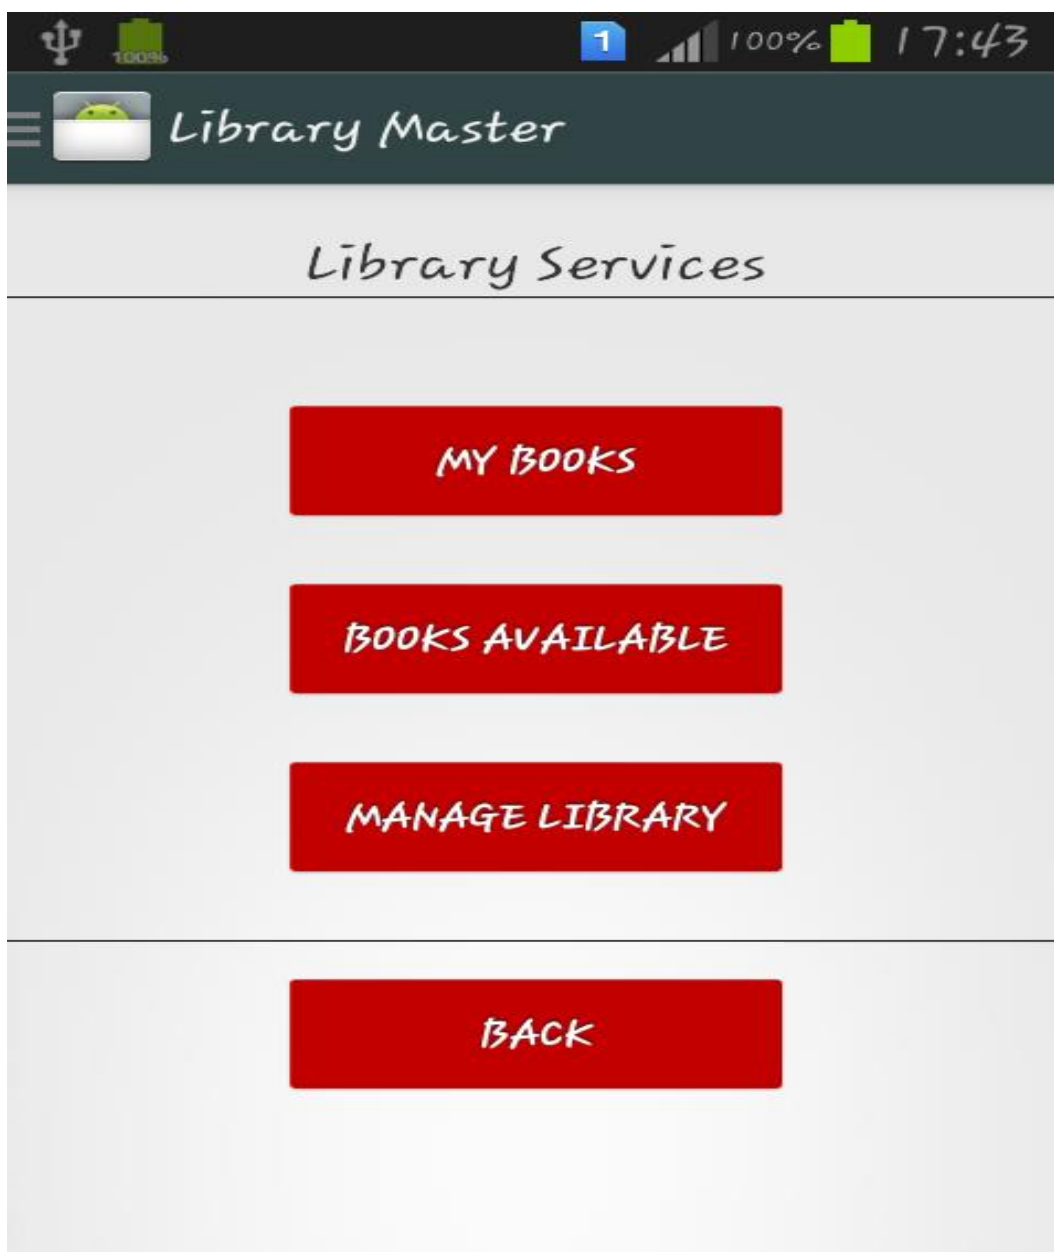 100%
1 100% 17:43
Library Master
Library Services
MY BOOKS
BOOKS AVAILABLE
MANAGE LIBRARY
BACK